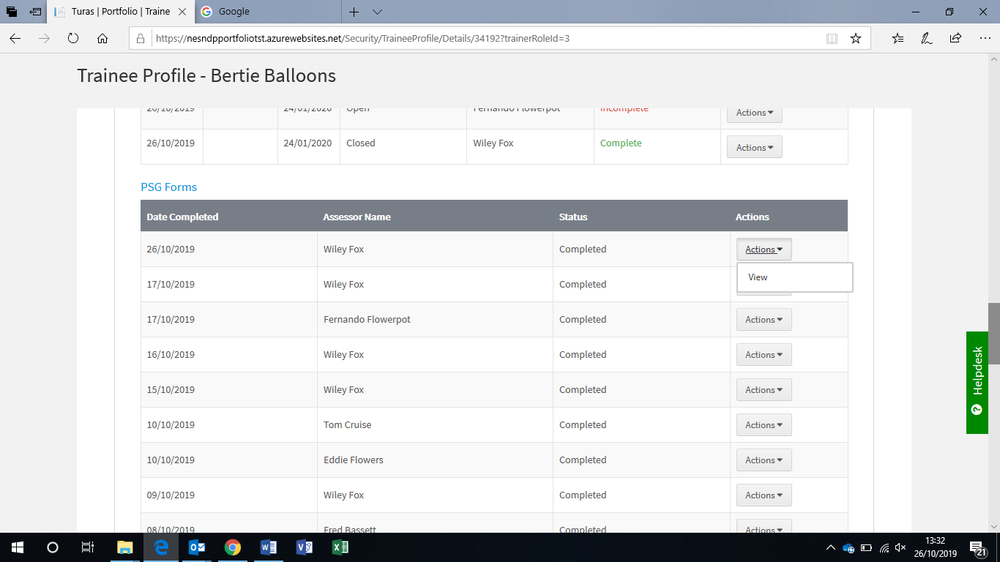 Turas | Portfolio | Traine
Google
https://nesndpportfoliotst.azurewebsites.net/Security/TraineeProfile/Details/34192?trainerRoleId=3
Trainee Profile - Bertie Balloons
26/10/2019 24/01/2020 Open Fernando Flowerpot Incomplete Actions
26/10/2019 24/01/2020 Closed Wiley Fox Complete Actions
PSG Forms
Date Completed Assessor Name Status Actions
26/10/2019 Wiley Fox Completed Actions
View
17/10/2019 Wiley Fox Completed
17/10/2019 Fernando Flowerpot Completed Actions
16/10/2019 Wiley Fox Completed Actions
15/10/2019 Wiley Fox Completed Actions
10/10/2019 Tom Cruise Completed Actions
10/10/2019 Eddie Flowers Completed Actions
09/10/2019 Wiley Fox Completed Actions
08/10/2019 Fred Bassett Completed Actions
Helpdesk
13:32
26/10/2019
21